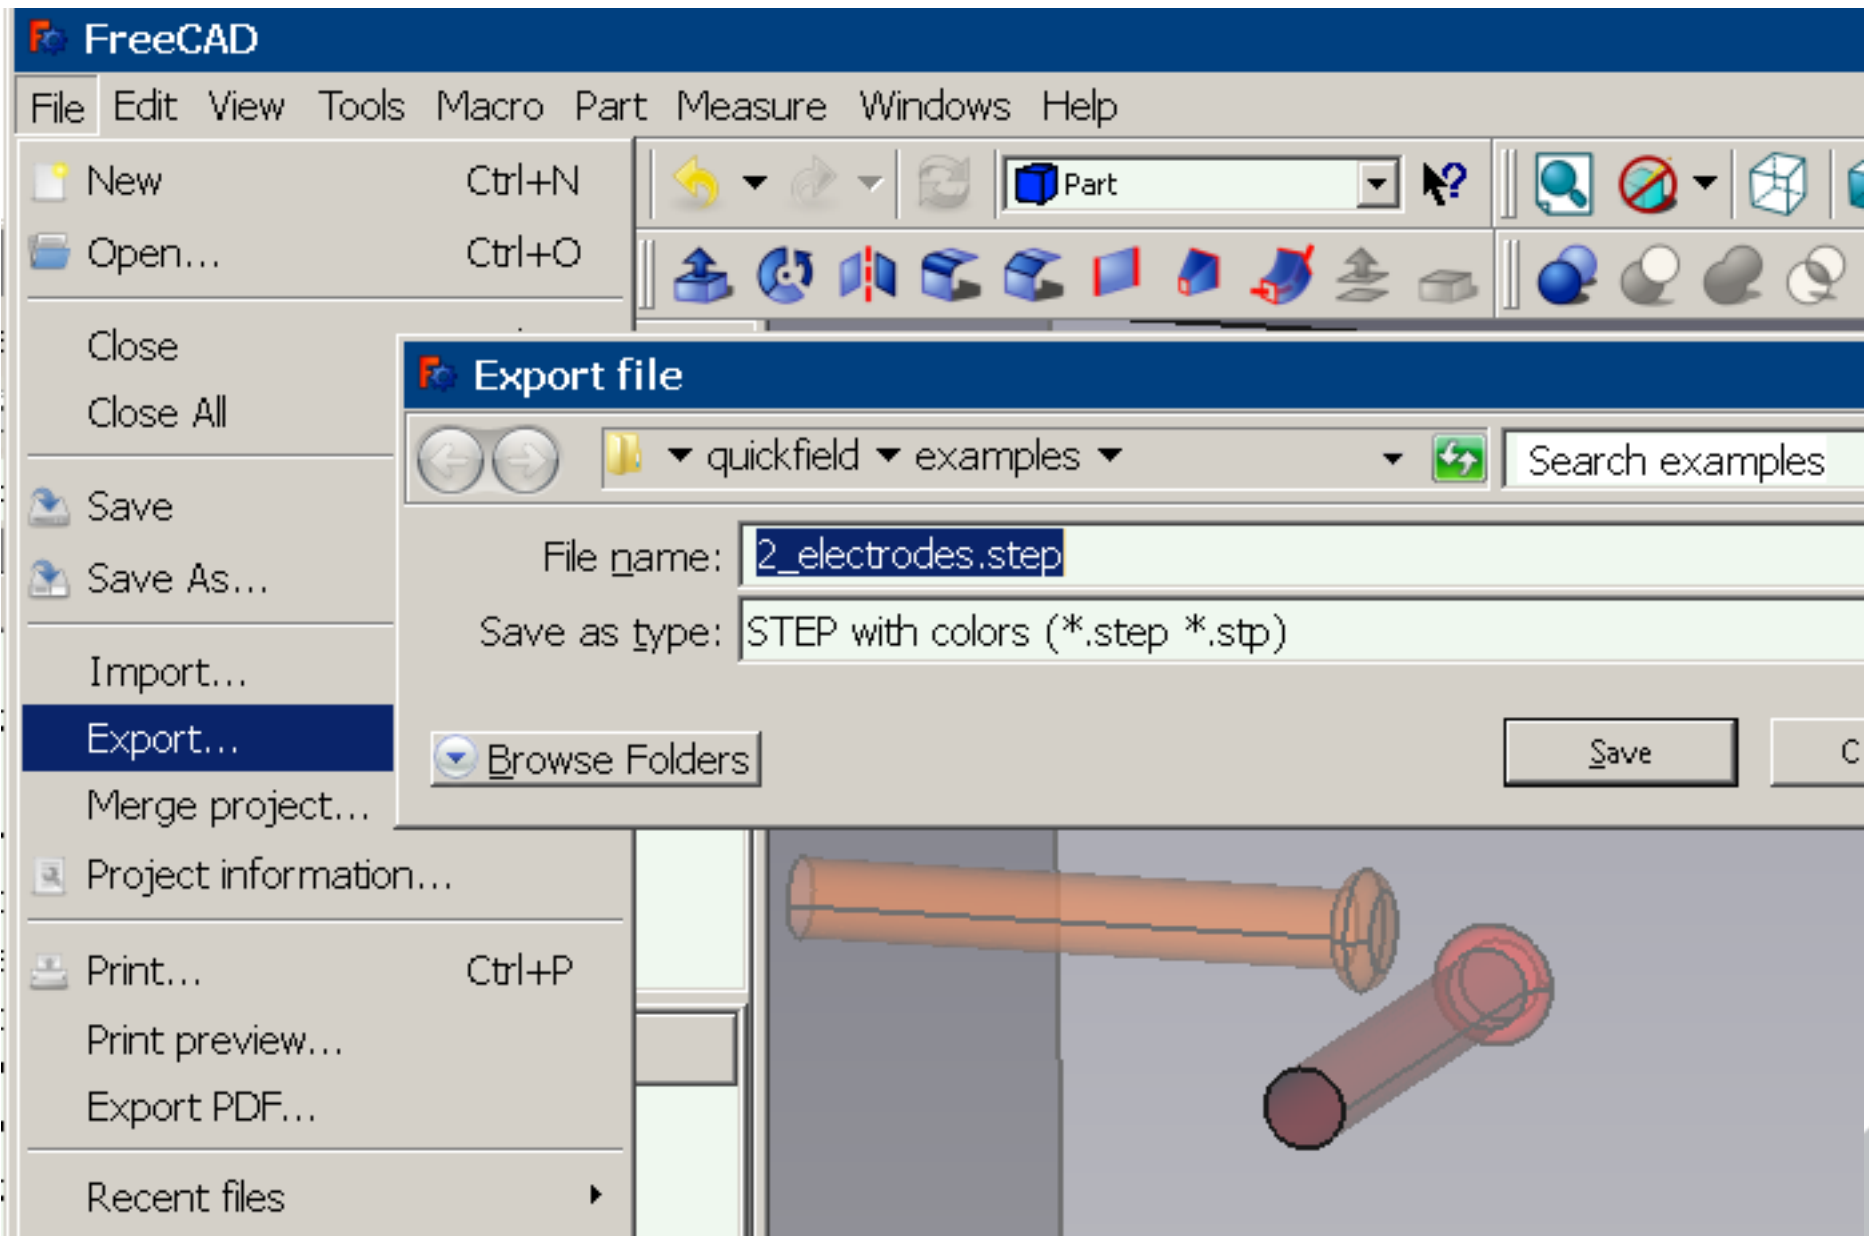 FreeCAD
File Edit View Tools Macro Part Measure Windows Help
New Ctrl+N
Part
Open... Ctrl+O
Close
Export file
Close All
quickfield examples
Search examples
Save
File name: 2_electrodes.step
Save As...
Save as type: STEP with colors (*.step *.stp)
Import...
Export...
Browse Folders
Save
C
Merge project...
Project information...
Print... Ctrl+P
Print preview...
Export PDF...
Recent files